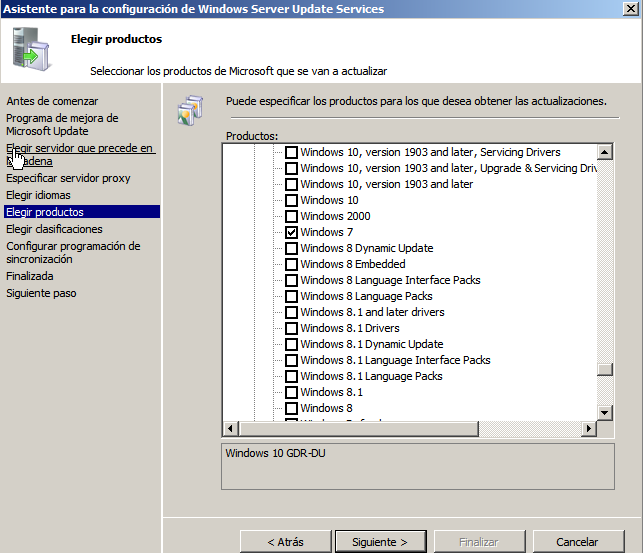 Asistente para la configuración de Windows Server Update Services
Elegir productos
Seleccionar los productos de Microsoft que se van a actualizar
Antes de comenzar
Programa de mejora de
Microsoft Update
Elegir servidor que precede en
cadena
Especificar servidor proxy
Elegir idiomas
Elegir productos
Elegir clasificaciones
Configurar programación de
sincronización
Finalizada
Siguiente paso
Puede especificar los productos para los que desea obtener las actualizaciones.
Productos:
Windows 10, version 1903 and later, Servicing Drivers
Windows 10, version 1903 and later, Upgrade & Servicing Driv
Windows 10, version 1903 and later
Windows 10
Windows 2000
Windows 7
Windows 8 Dynamic Update
Windows 8 Embedded
Windows 8 Language Interface Packs
Windows 8 Language Packs
Windows 8.1 and later drivers
Windows 8.1 Drivers
Windows 8.1 Dynamic Update
Windows 8.1 Language Interface Packs
Windows 8.1 Language Packs
Windows 8.1
Windows 8
Windows 10 GDR-DU
< Atrás
Siguiente >
Finalizar
Cancelar